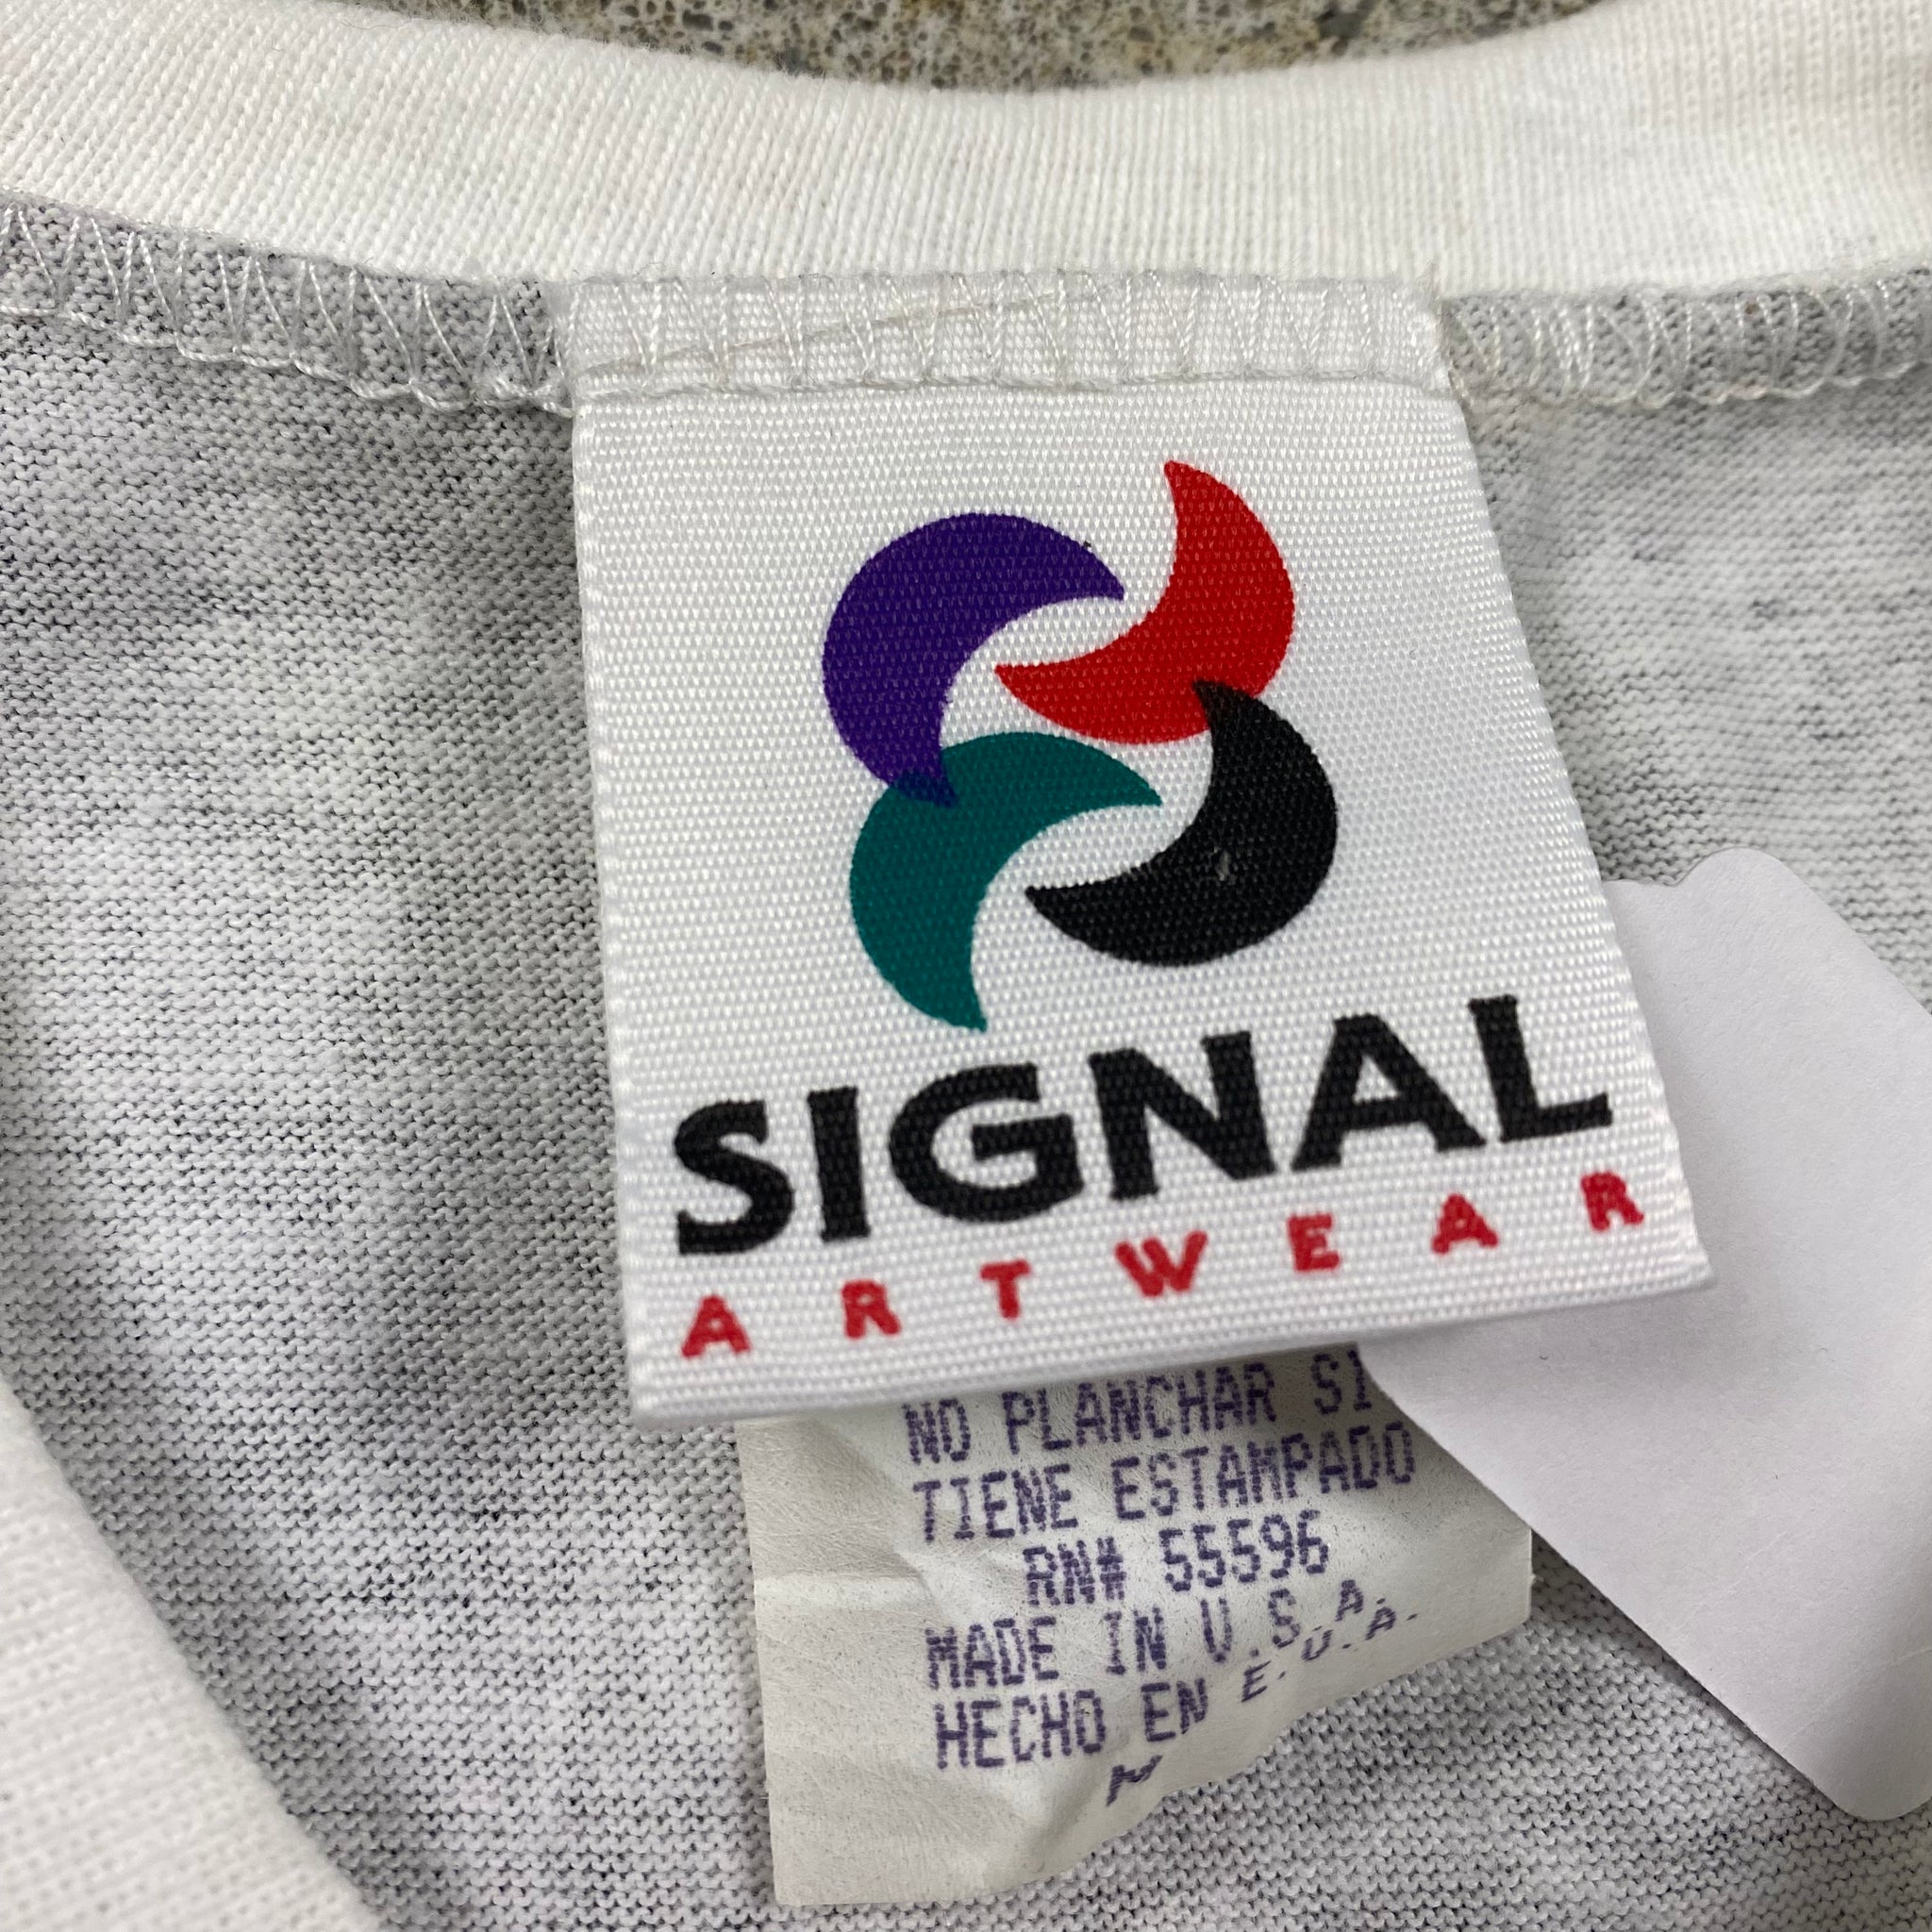 SIGNAL
ARTWEAR
NO PLANCHAR SI
TIENE ESTAMPADO
RN# 55596
MADE IN U.S.A.
HECHO EN E.U.A.
M